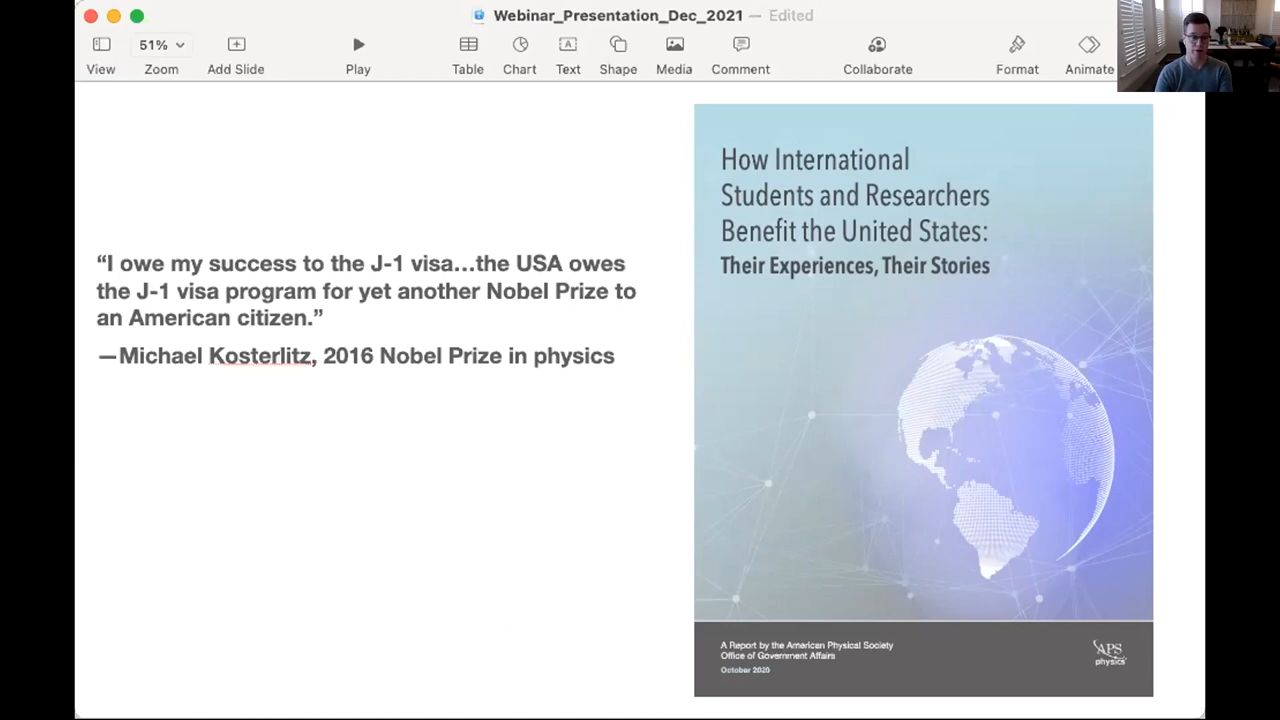 Webinar_Presentation_Dec_2021 — Edited
51%
View
Zoom
Add Slide
Play
Table
Chart
Text
Shape
Media
Comment
Collaborate
Format
Animate
“I owe my success to the J-1 visa…the USA owes
the J-1 visa program for yet another Nobel Prize to
an American citizen.”
—Michael Kosterlitz, 2016 Nobel Prize in physics
How International
Students and Researchers
Benefit the United States:
Their Experiences, Their Stories
A Report by the American Physical Society
Office of Government Affairs
October 2020
APS
physics